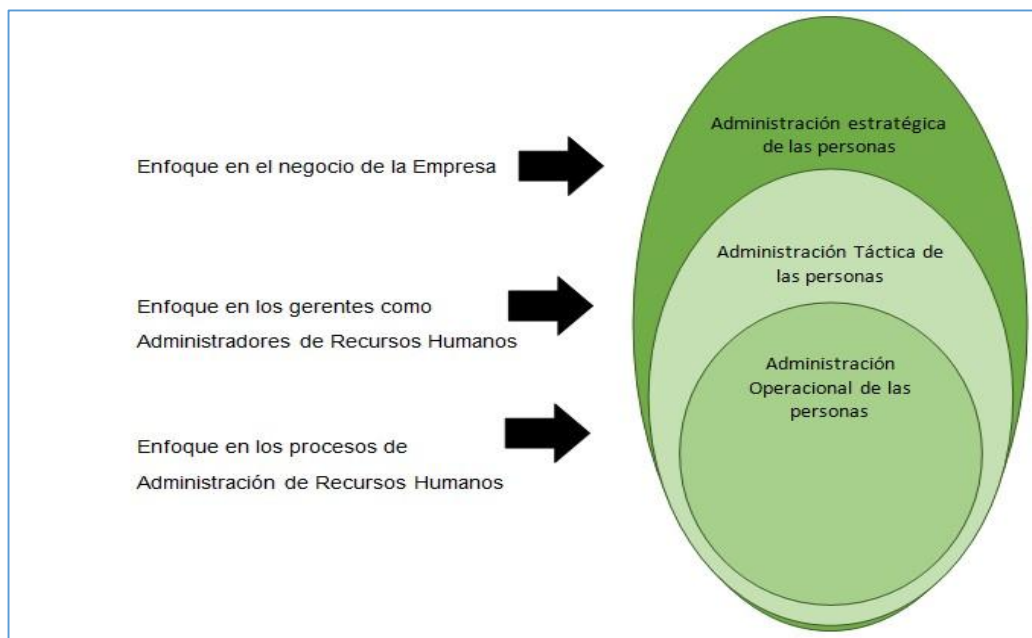 Administración estratégica
de las personas
Enfoque en el negocio de la Empresa
Administración Táctica de
las personas
Enfoque en los gerentes como
Administradores de Recursos Humanos
Administración
Operacional de las
personas
Enfoque en los procesos de
Administración de Recursos Humanos